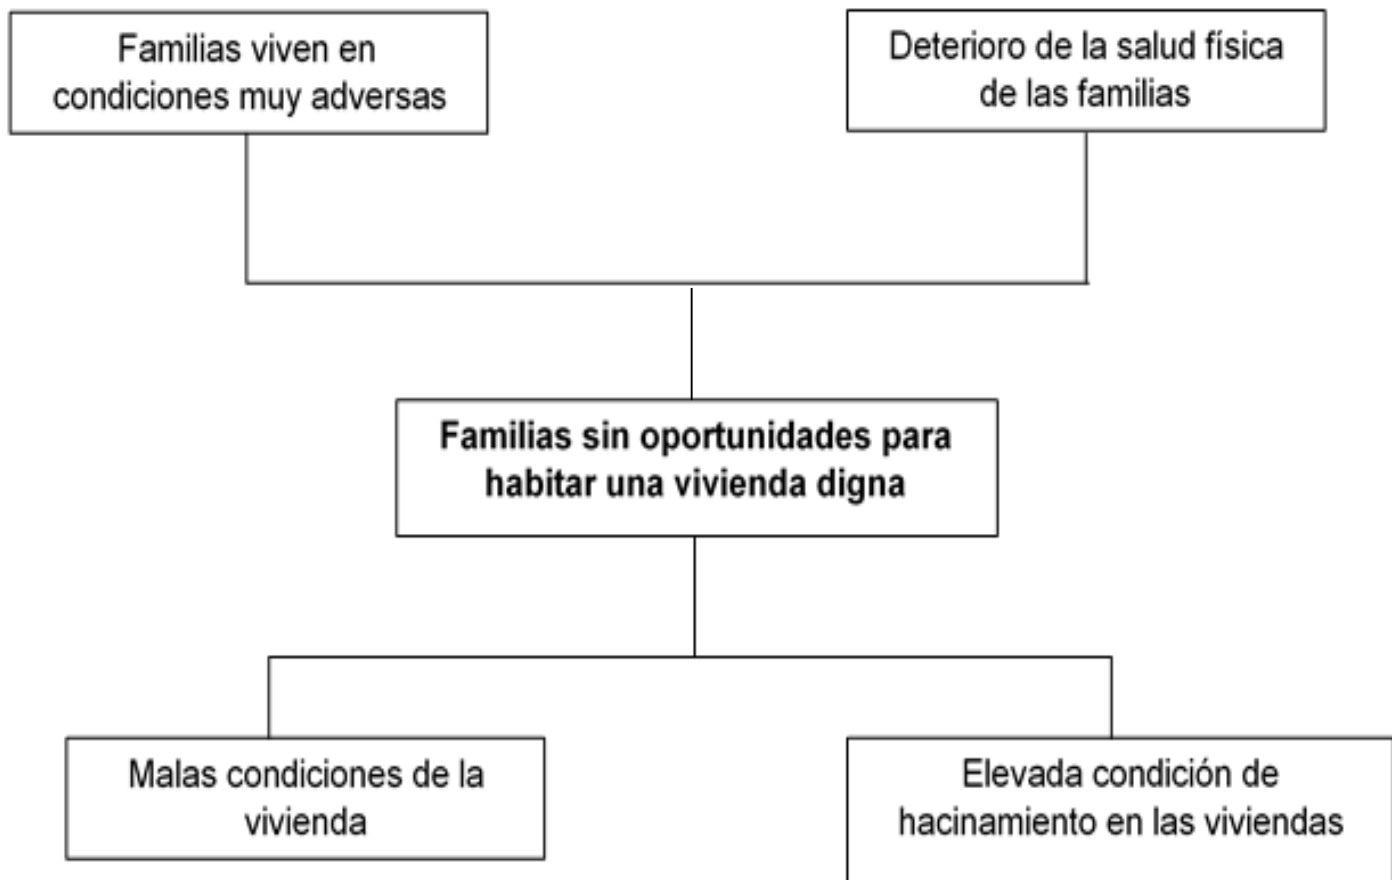 Familias viven en
condiciones muy adversas
Deterioro de la salud física
de las familias
Familias sin oportunidades para
habitar una vivienda digna
Malas condiciones de la
vivienda
Elevada condición de
hacinamiento en las viviendas